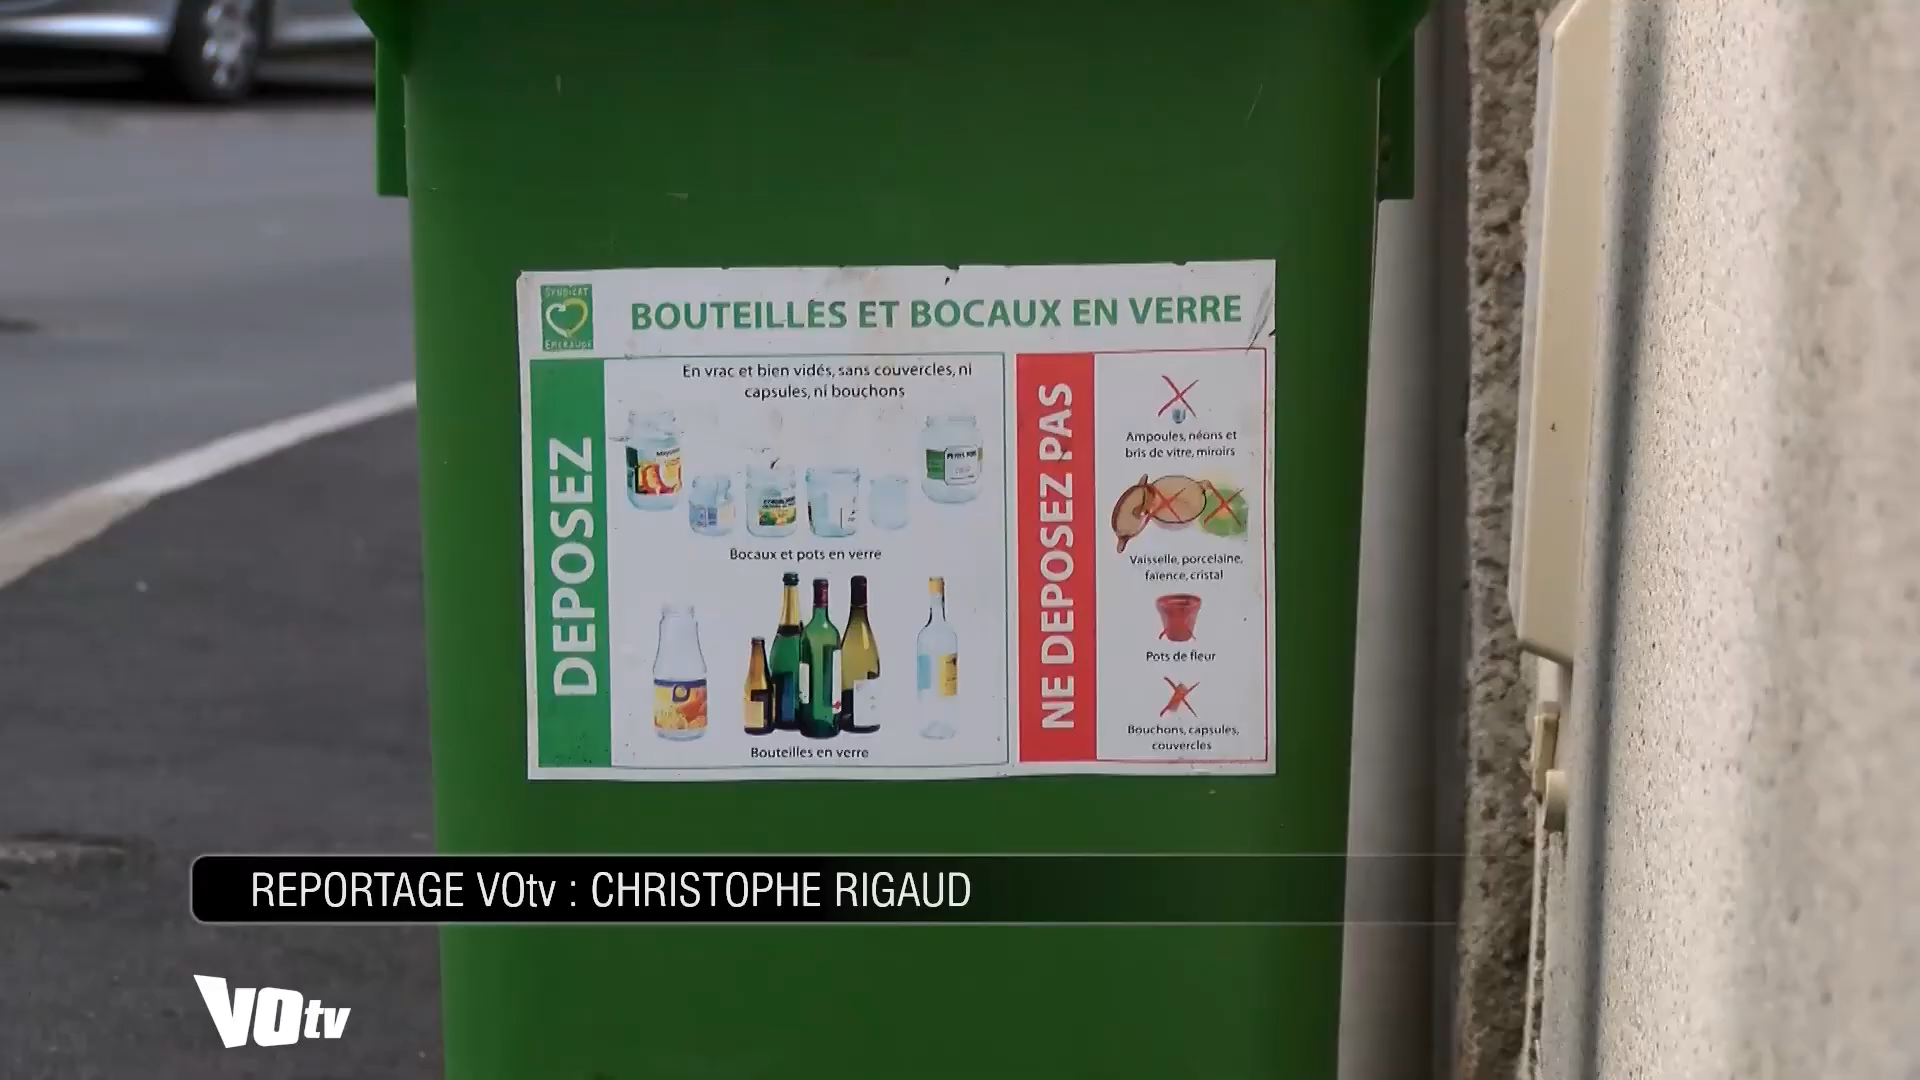 SYNDICAT
EMERAUDE
BOUTEILLES ET BOCAUX EN VERRE
DEPOSEZ
En vrac et bien vidés, sans couvercles, ni
capsules, ni bouchons
Bocaux et pots en verre
Bouteilles en verre
NE DEPOSEZ PAS
Ampoules, néons et
bris de vitre, miroirs
Vaisselle, porcelaine,
faïence, cristal
Pots de fleur
Bouchons, capsules,
couvercles
REPORTAGE VOtv : CHRISTOPHE RIGAUD
VOtv